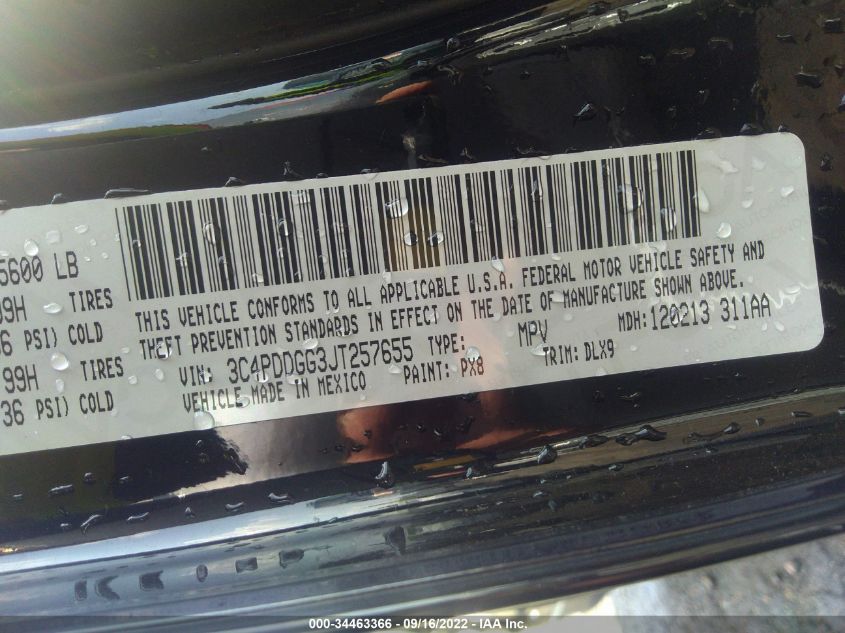 5600 LB
99H TIRES
36 PSI) COLD
99H TIRES
36 PSI) COLD
THIS VEHICLE CONFORMS TO ALL APPLICABLE U.S.A. FEDERAL MOTOR VEHICLE SAFETY AND
THEFT PREVENTION STANDARDS IN EFFECT ON THE DATE OF MANUFACTURE SHOWN ABOVE.
VIN: 3C4PDDGG3JT257655 TYPE: MPV MDH: 120213 311AA
VEHICLE MADE IN MEXICO PAINT: PX8 TRIM: DLX9
000-34463366 - 09/16/2022 - IAA Inc.